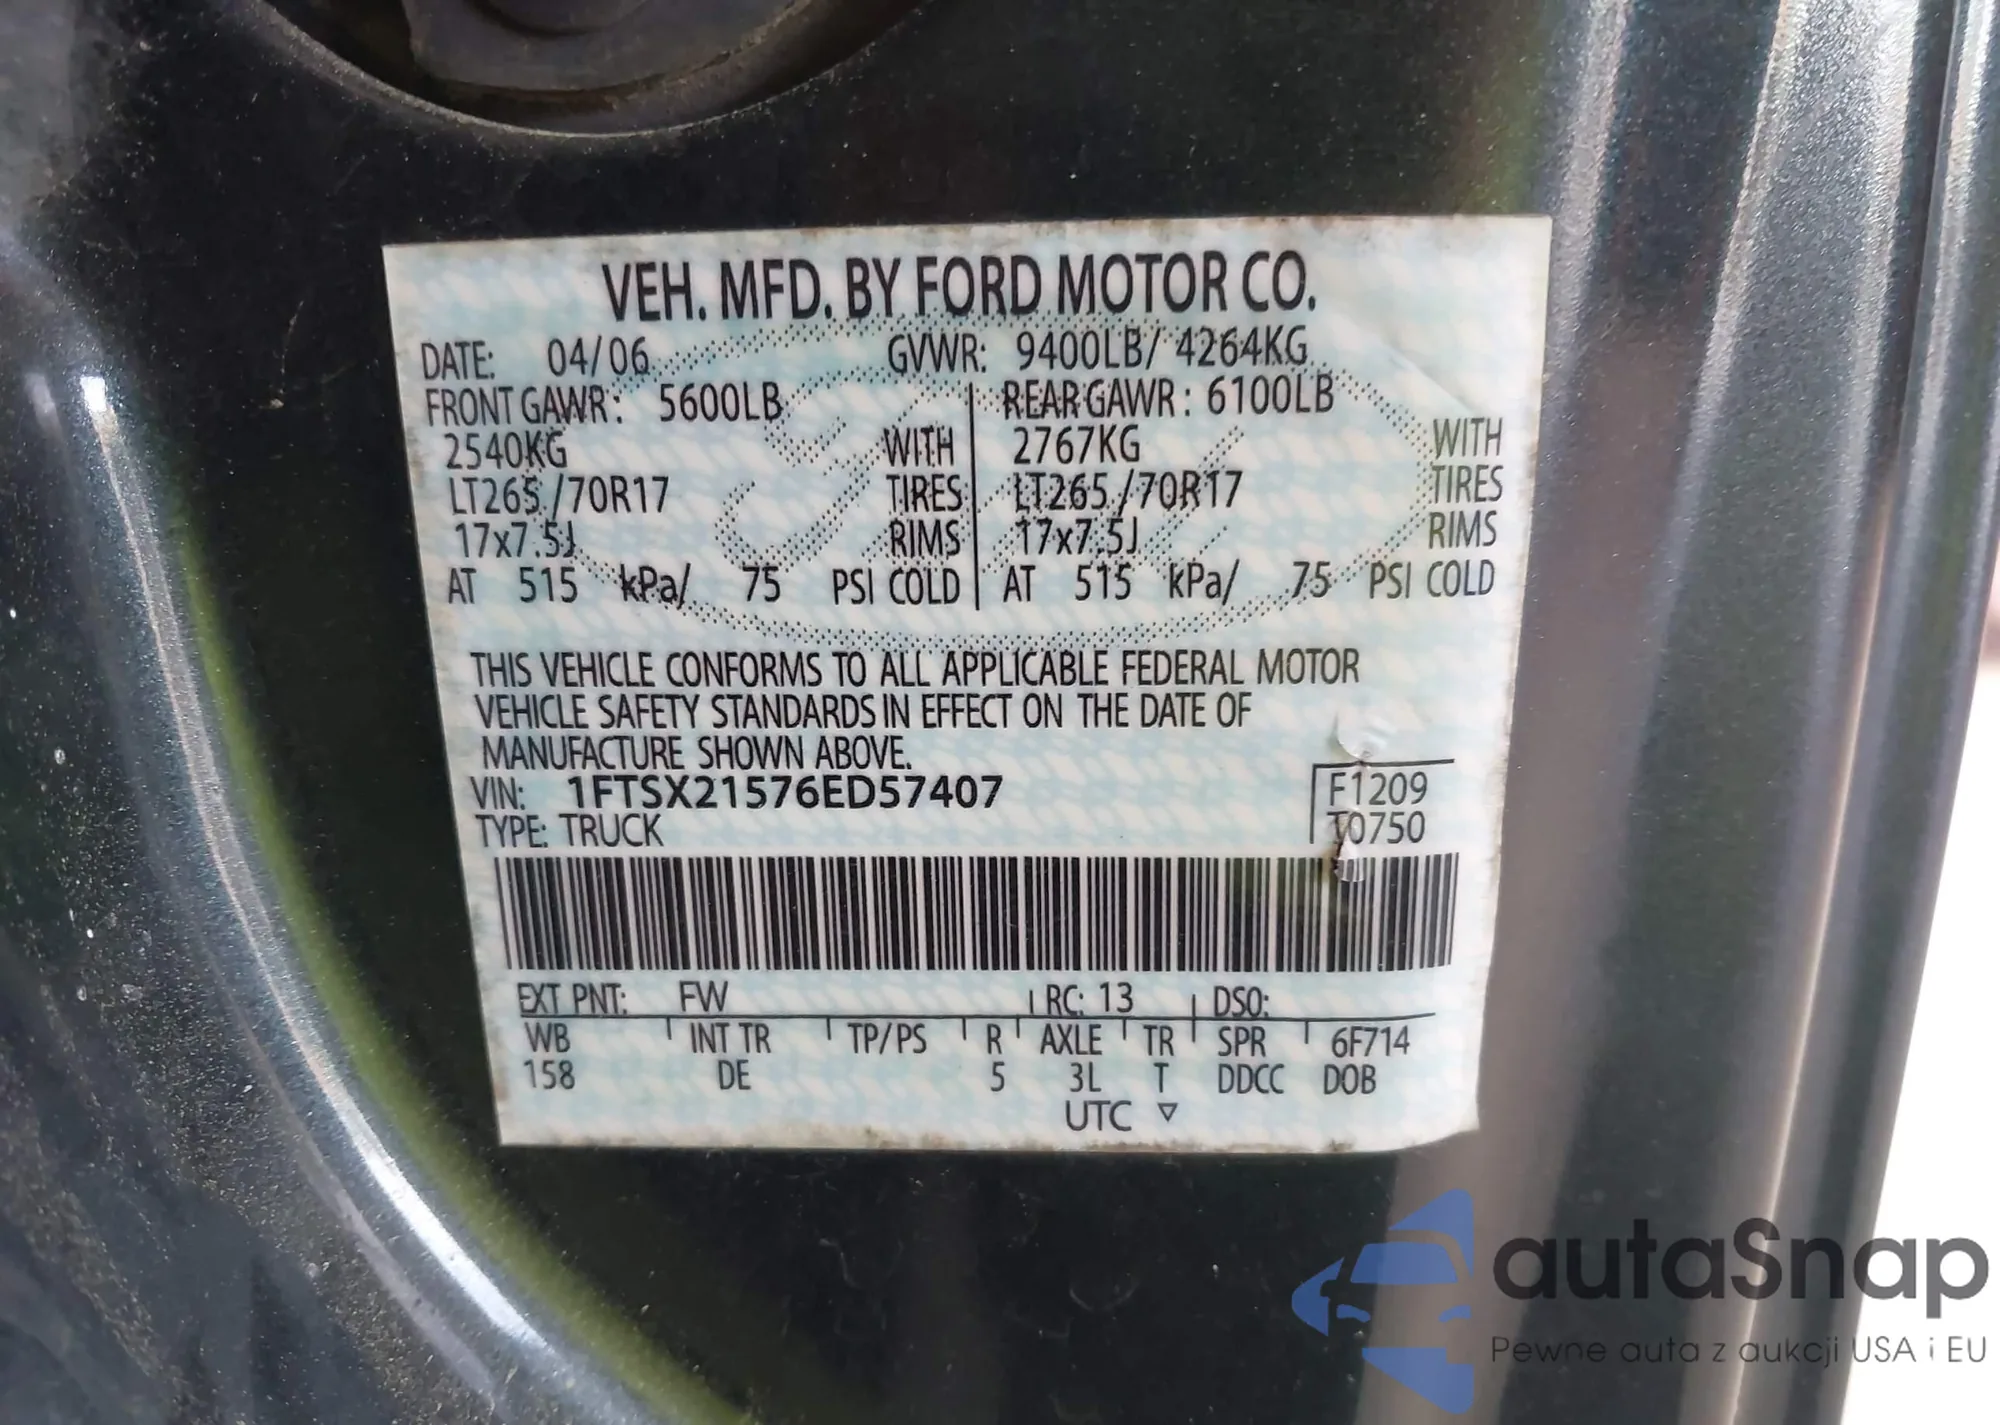 VEH. MFD. BY FORD MOTOR CO.
DATE: 04/06 GVWR: 9400LB/ 4264KG
FRONT GAWR: 5600LB REAR GAWR: 6100LB
2540KG WITH 2767KG WITH
LT265 /70R17 TIRES LT265 /70R17 TIRES
17x7.5J RIMS 17x7.5J RIMS
AT 515 kPa/ 75 PSI COLD AT 515 kPa/ 75 PSI COLD
THIS VEHICLE CONFORMS TO ALL APPLICABLE FEDERAL MOTOR
VEHICLE SAFETY STANDARDS IN EFFECT ON THE DATE OF
MANUFACTURE SHOWN ABOVE.
VIN: 1FTSX21576ED57407 F1209
TYPE: TRUCK T0750
EXT PNT: FW RC: 13 DSO:
WB INT TR TP/PS R AXLE TR SPR 6F714
158 DE 5 3L T DDCC DOB
UTC ▽
autaSnap
Pewne auta z aukcji USA i EU